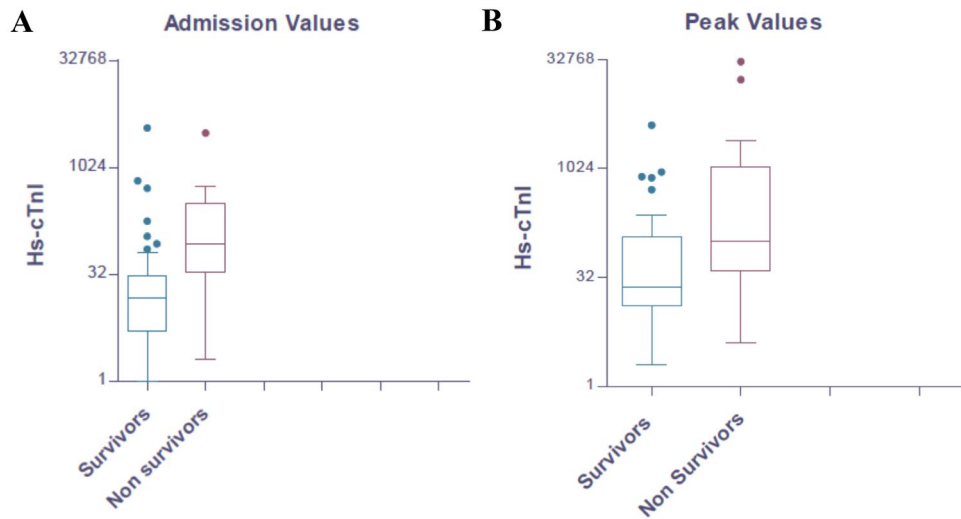 A
Admission Values
32768
1024
32
1
Hs-cTnI
Survivors
Non survivors
B
Peak Values
32768
1024
32
1
Hs-cTnI
Survivors
Non Survivors